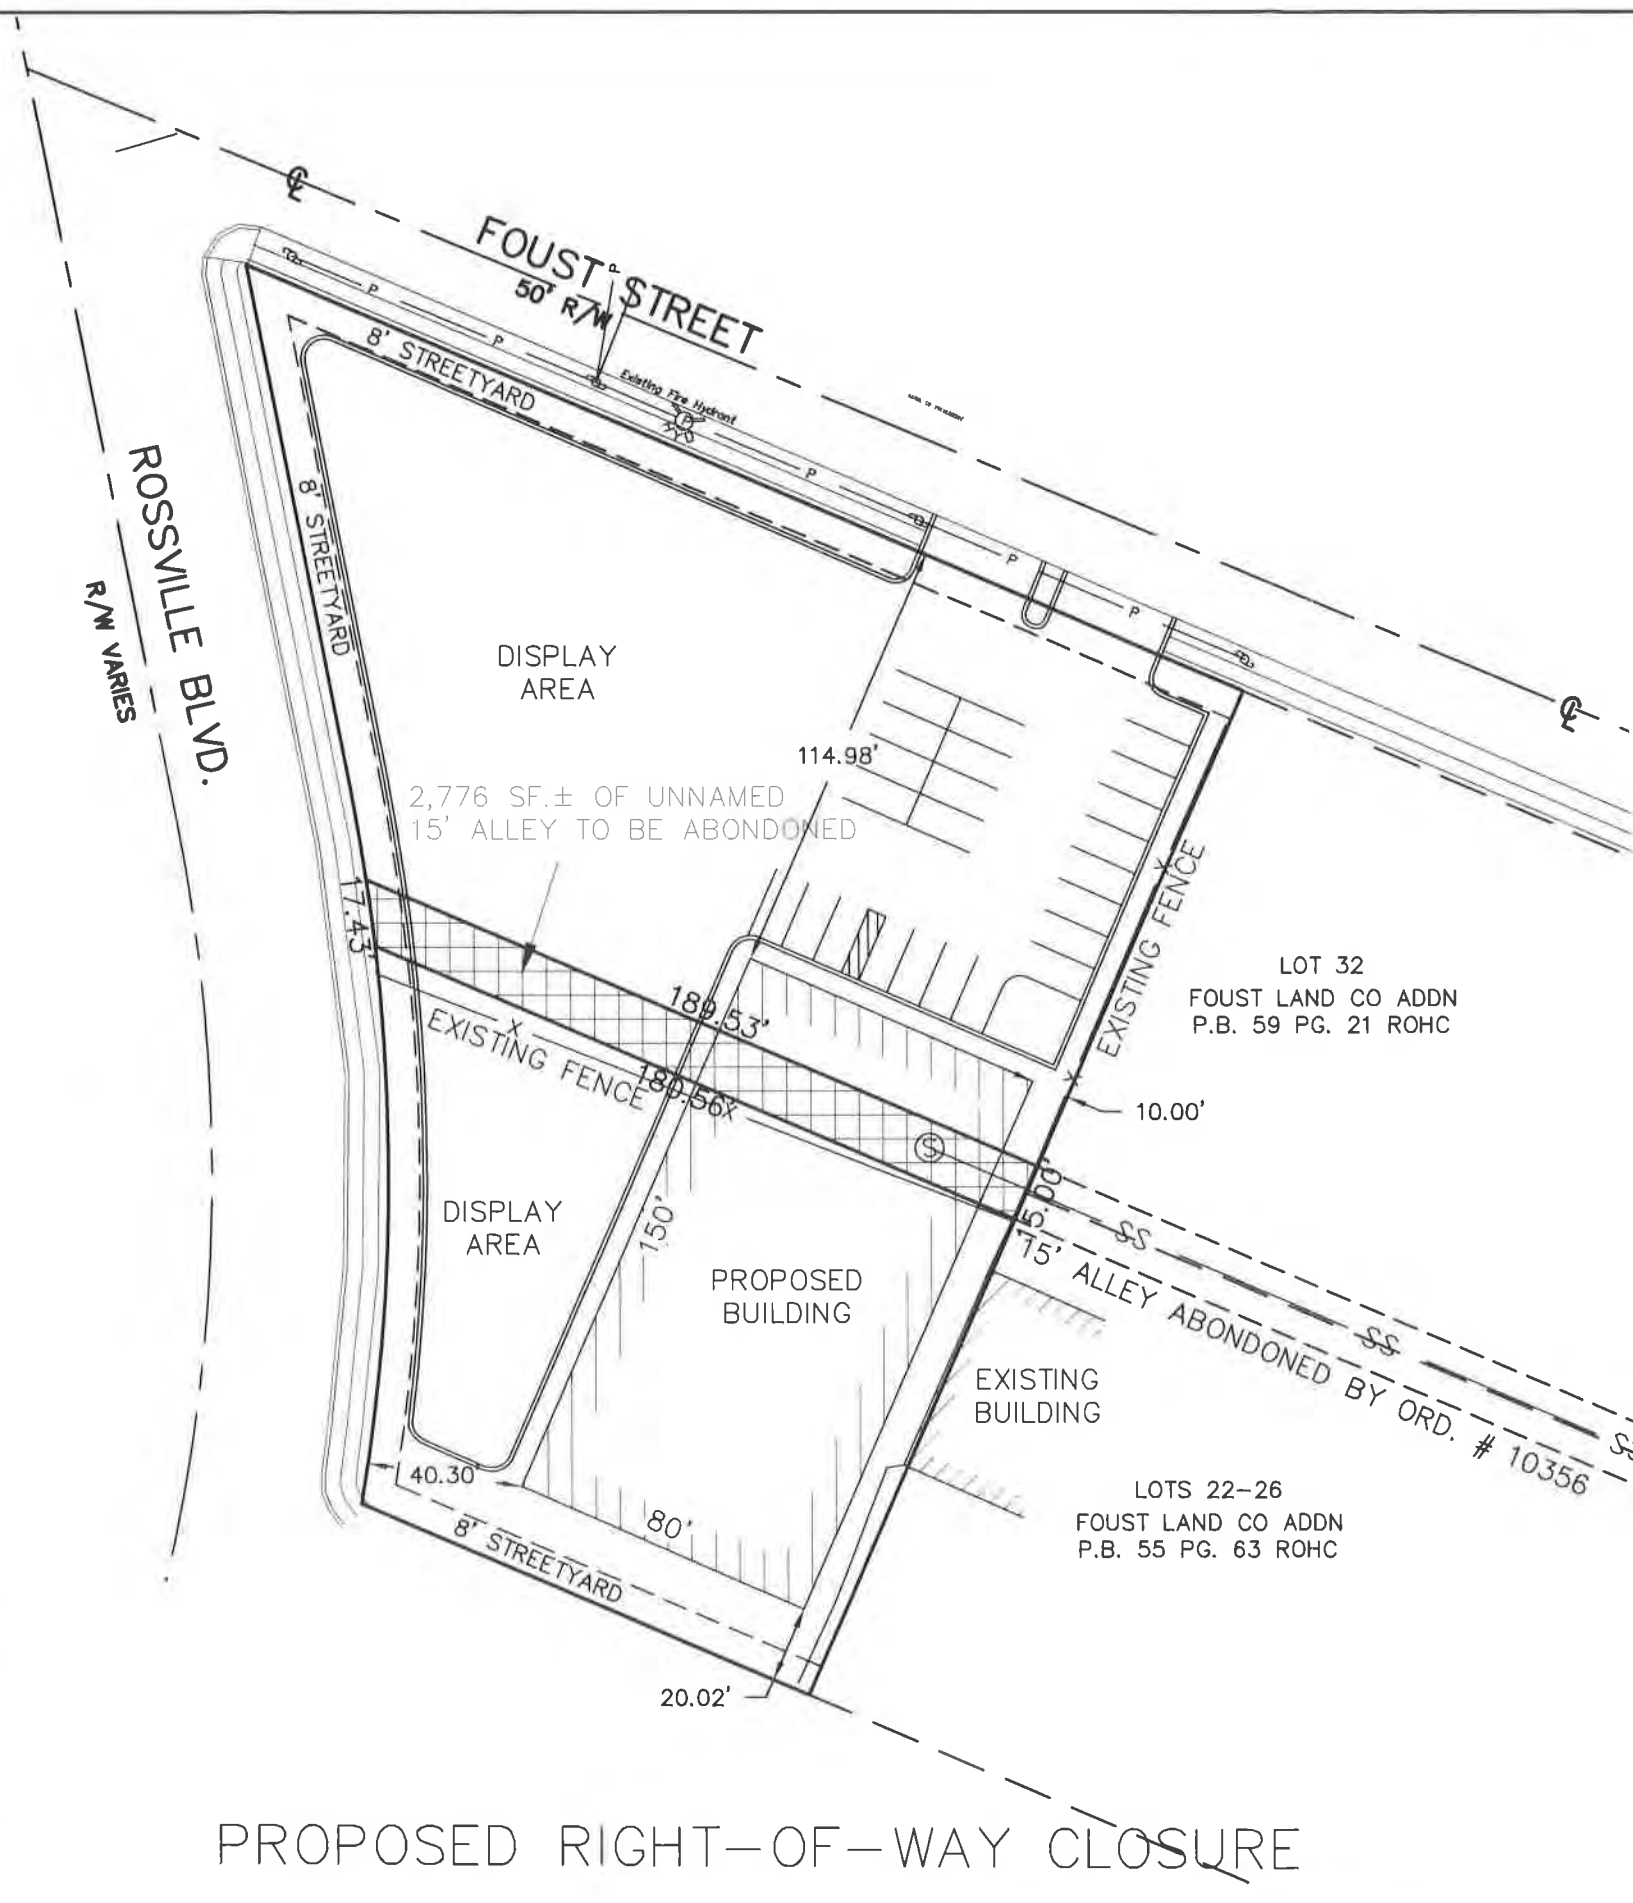 ℄
FOUST STREET
50' R/W
P
P
P
8' STREETYARD
Existing Fire Hydrant
P
HYD
P
P
P
℄
ROSSVILLE BLVD.
R/W VARIES
8' STREETYARD
DISPLAY
AREA
114.98'
2,776 SF.± OF UNNAMED
15' ALLEY TO BE ABONDONED
17.43'
189.53'
X
EXISTING FENCE
X
EXISTING FENCE
180.56'
X
X
LOT 32
FOUST LAND CO ADDN
P.B. 59 PG. 21 ROHC
10.00'
S
15.00'
SS
SS
SS
15' ALLEY ABONDONED BY ORD. # 10356
DISPLAY
AREA
150'
PROPOSED
BUILDING
EXISTING
BUILDING
40.30'
80'
8' STREETYARD
LOTS 22-26
FOUST LAND CO ADDN
P.B. 55 PG. 63 ROHC
20.02'
PROPOSED RIGHT-OF-WAY CLOSURE